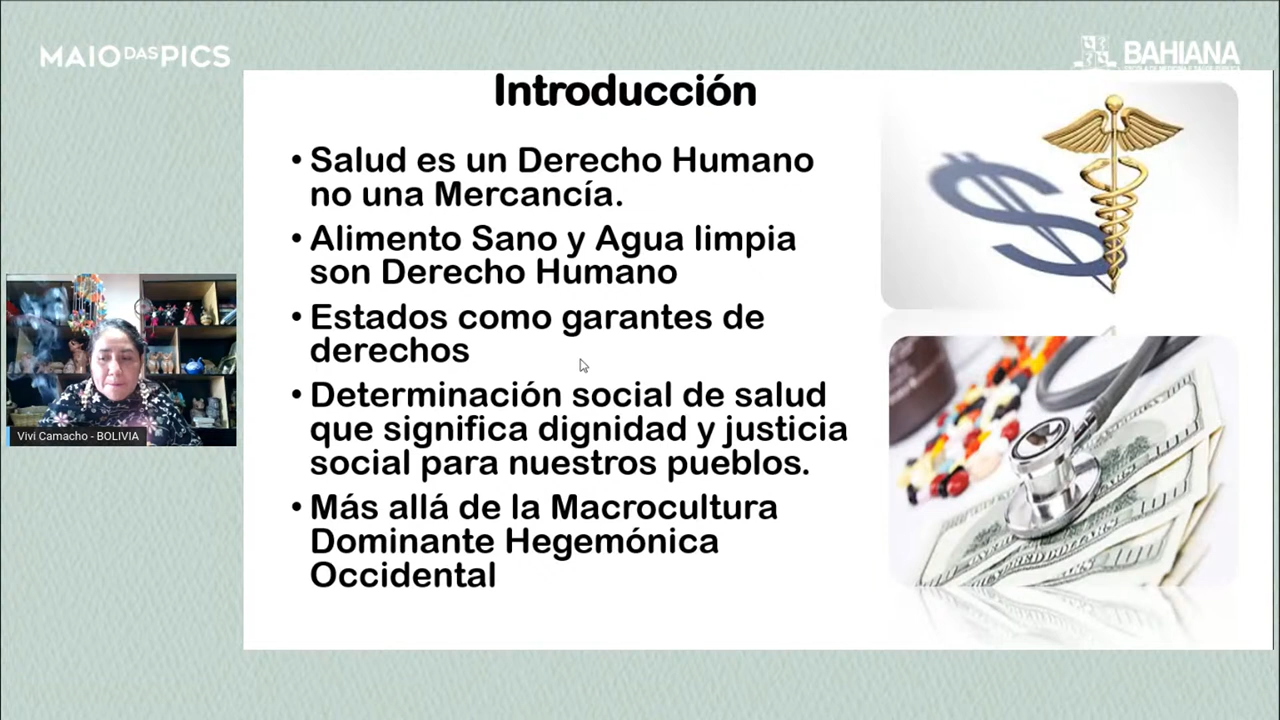 MAIO DAS PICS
BAHIANA
Introducción
• Salud es un Derecho Humano
no una Mercancía.
• Alimento Sano y Agua limpia
son Derecho Humano
• Estados como garantes de
derechos
• Determinación social de salud
que significa dignidad y justicia
social para nuestros pueblos.
• Más allá de la Macrocultura
Dominante Hegemónica
Occidental
Vivi Camacho - BOLIVIA